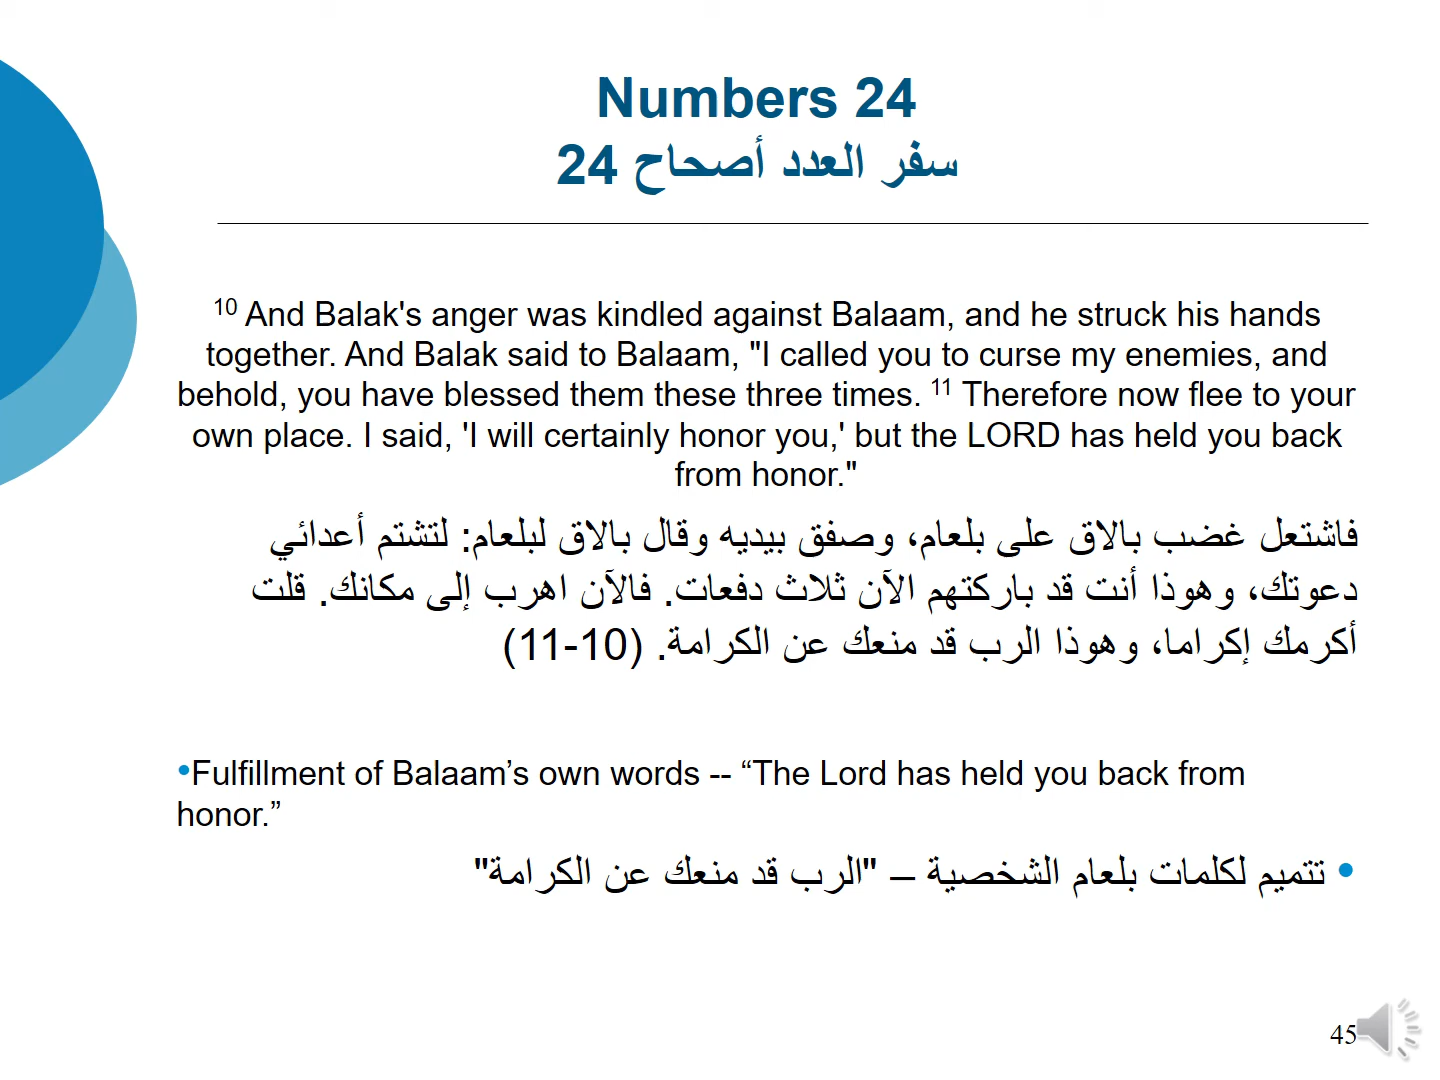 Numbers 24
سفر العدد أصحاح 24
10 And Balak's anger was kindled against Balaam, and he struck his hands
together. And Balak said to Balaam, "I called you to curse my enemies, and
behold, you have blessed them these three times. 11 Therefore now flee to your
own place. I said, 'I will certainly honor you,' but the LORD has held you back
from honor."
فاشتعل غضب بالاق على بلعام، وصفق بيديه وقال بالاق لبلعام: لتشتم أعدائي
دعوتك، وهوذا أنت قد باركتهم الآن ثلاث دفعات. فالآن اهرب إلى مكانك. قلت
أكرمك إكراما، وهوذا الرب قد منعك عن الكرامة. (10-11)
•Fulfillment of Balaam’s own words -- “The Lord has held you back from
honor.”
• تتميم لكلمات بلعام الشخصية – "الرب قد منعك عن الكرامة"
45